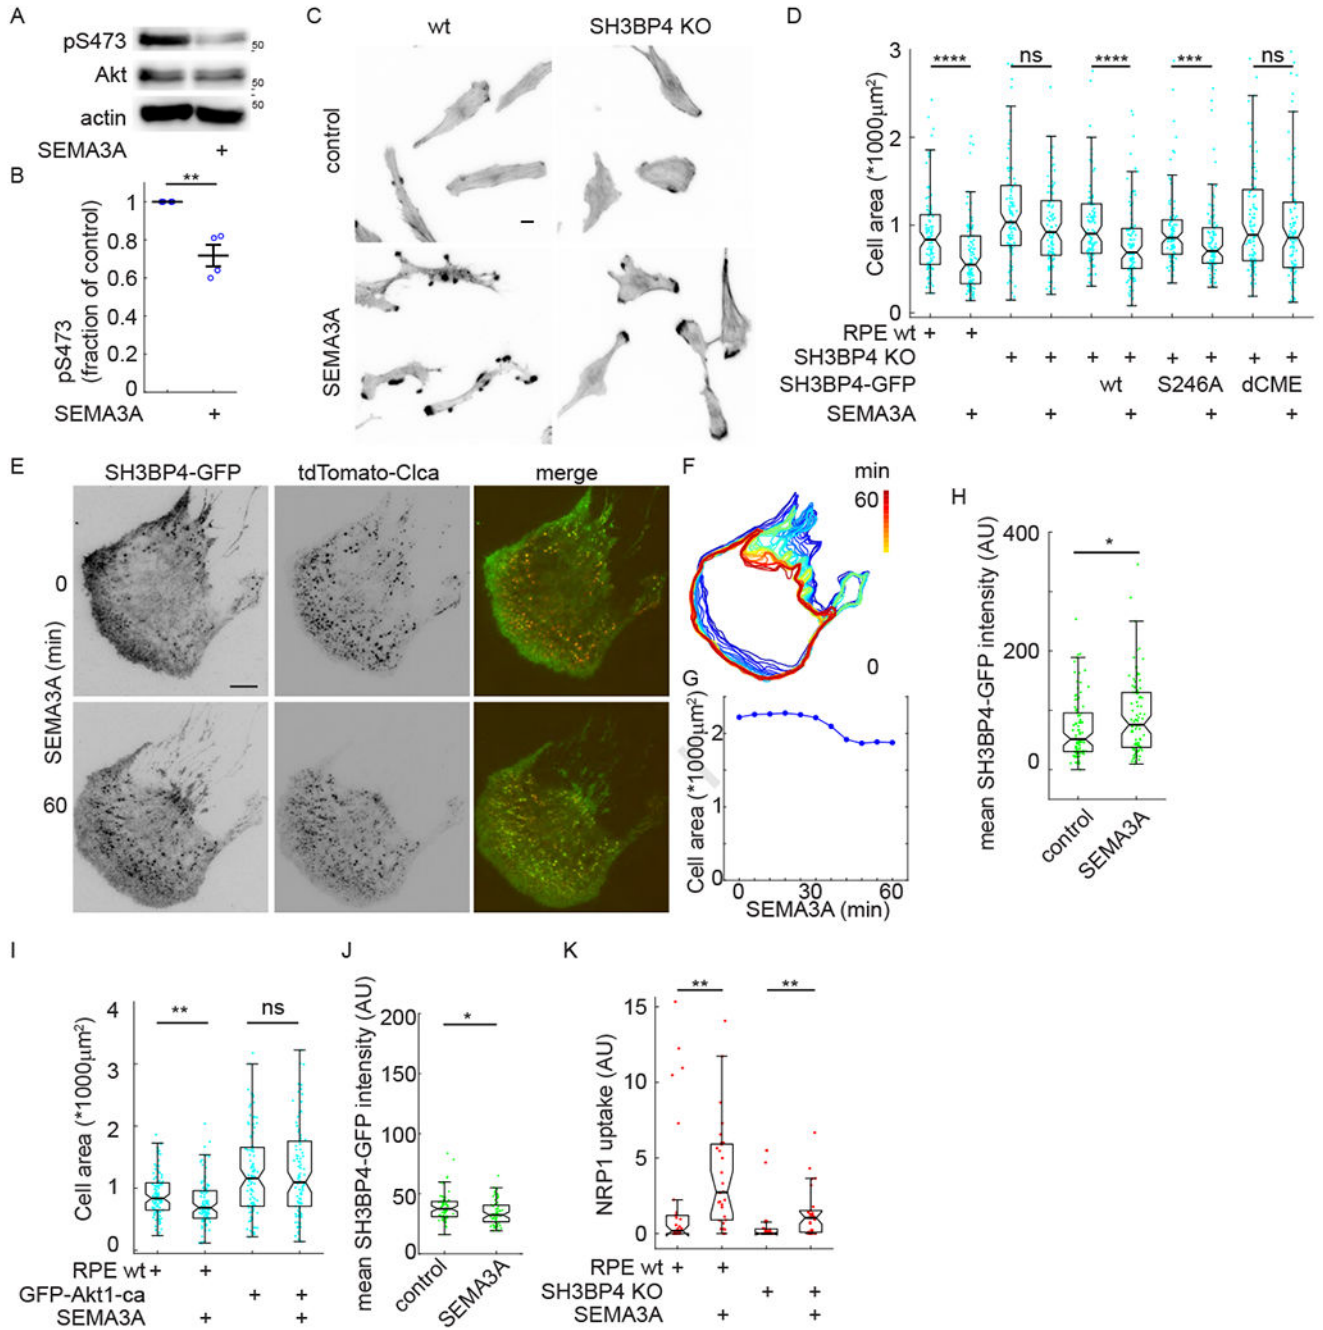 A
pS473
50
Akt
50
50
actin
SEMA3A +
B
**
1
0.8
0.6
0.4
0.2
0
pS473
(fraction of control)
SEMA3A +
C
wt SH3BP4 KO
control
SEMA3A
D
3
2
1
0
Cell area (*1000µm²)
**** ns **** *** ns
RPE wt + +
SH3BP4 KO + + + + + + + +
SH3BP4-GFP wt S246A dCME
SEMA3A + + + + +
E
SH3BP4-GFP tdTomato-Clca merge
0
60
SEMA3A (min)
F
min
60
0
G
Cell area (*1000µm²)
2
1
2
0
0 30 60
SEMA3A (min)
H
mean SH3BP4-GFP intensity (AU)
400
200
0
*
control SEMA3A
I
Cell area (*1000µm²)
4
3
2
1
0
** ns
RPE wt + +
GFP-Akt1-ca + +
SEMA3A + +
J
mean SH3BP4-GFP intensity (AU)
200
150
100
50
0
*
control SEMA3A
K
NRP1 uptake (AU)
15
10
5
0
** **
RPE wt + +
SH3BP4 KO + +
SEMA3A + +